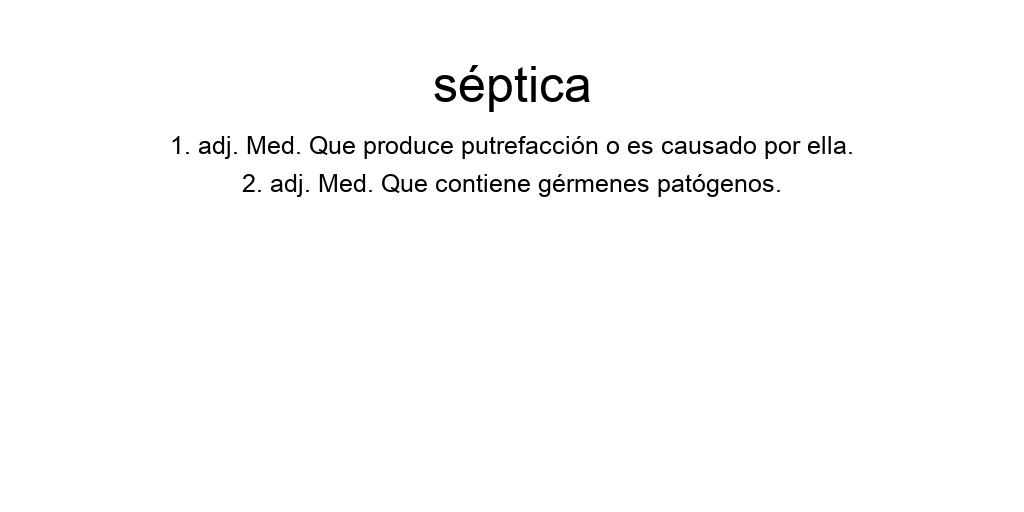 séptica
1. adj. Med. Que produce putrefacción o es causado por ella.
2. adj. Med. Que contiene gérmenes patógenos.